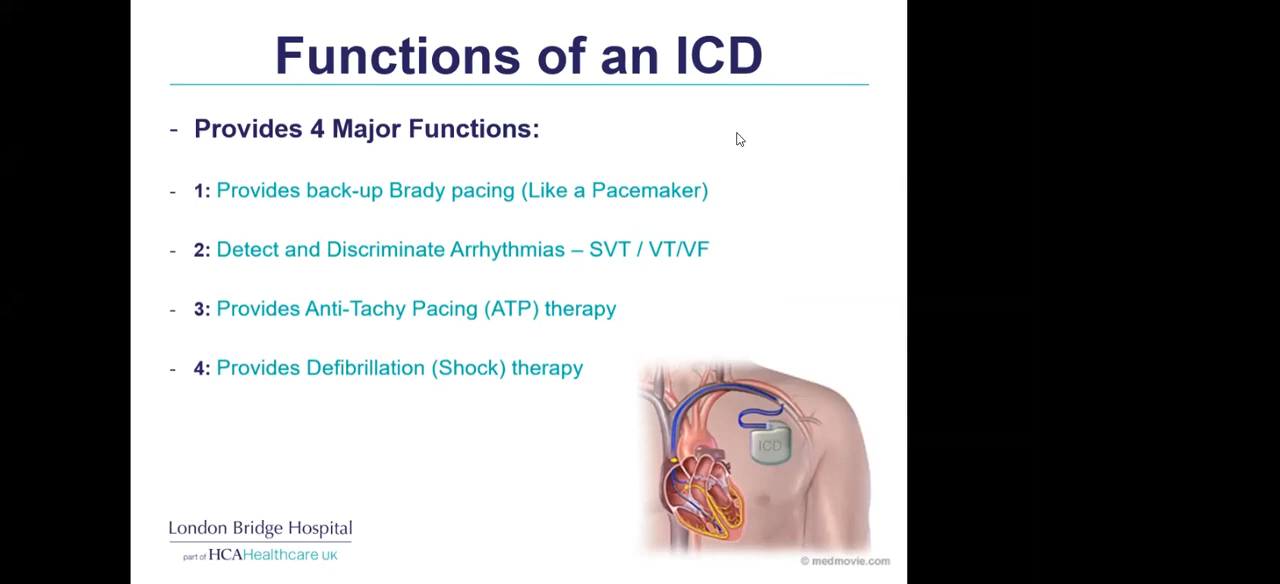 Functions of an ICD
- Provides 4 Major Functions:
- 1: Provides back-up Brady pacing (Like a Pacemaker)
- 2: Detect and Discriminate Arrhythmias – SVT / VT/VF
- 3: Provides Anti-Tachy Pacing (ATP) therapy
- 4: Provides Defibrillation (Shock) therapy
ICD
London Bridge Hospital
part of HCAHealthcare UK
© medmovie.com